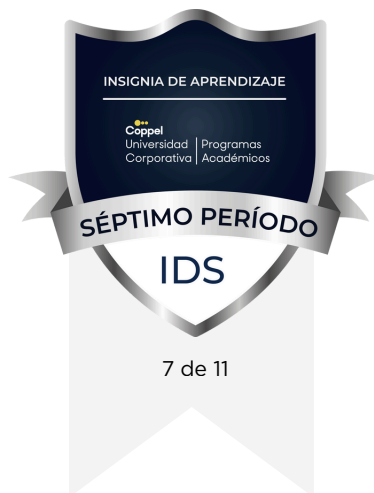 INSIGNIA DE APRENDIZAJE
Coppel
Universidad | Programas
Corporativa | Académicos
SÉPTIMO PERÍODO
IDS
7 de 11